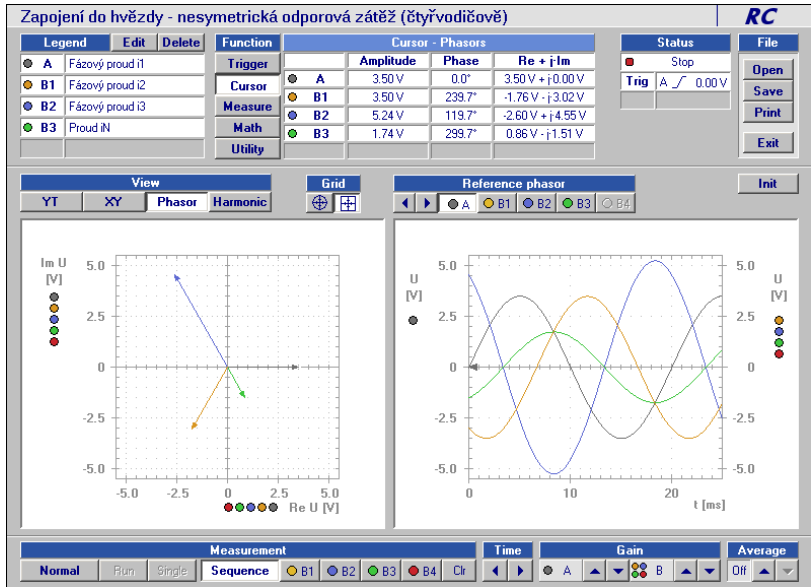 Zapojení do hvězdy - nesymetrická odporová zátěž (čtyřvodičově) RC
Legend Edit Delete Function Cursor - Phasors Status File
Amplitude Phase Re + j·Im
A Fázový proud i1 Trigger A 3.50 V 0.0° 3.50 V + j·0.00 V Stop Open
B1 Fázový proud i2 Cursor B1 3.50 V 239.7° -1.76 V - j·3.02 V Trig A 0.00 V Save
B2 Fázový proud i3 Measure B2 5.24 V 119.7° -2.60 V + j·4.55 V Print
B3 Proud iN Math B3 1.74 V 299.7° 0.86 V - j·1.51 V
Utility Exit
View Grid Reference phasor Init
YT XY Phasor Harmonic A B1 B2 B3 B4
Im U [V]
5.0
2.5
0
-2.5
-5.0
-5.0 -2.5 0 2.5 5.0
Re U [V]
U [V]
5.0
2.5
0
-2.5
-5.0
0 10 20
t [ms]
5.0
2.5
0
-2.5
-5.0
U [V]
Measurement Time Gain Average
Normal Run Single Sequence B1 B2 B3 B4 Clr A B Off